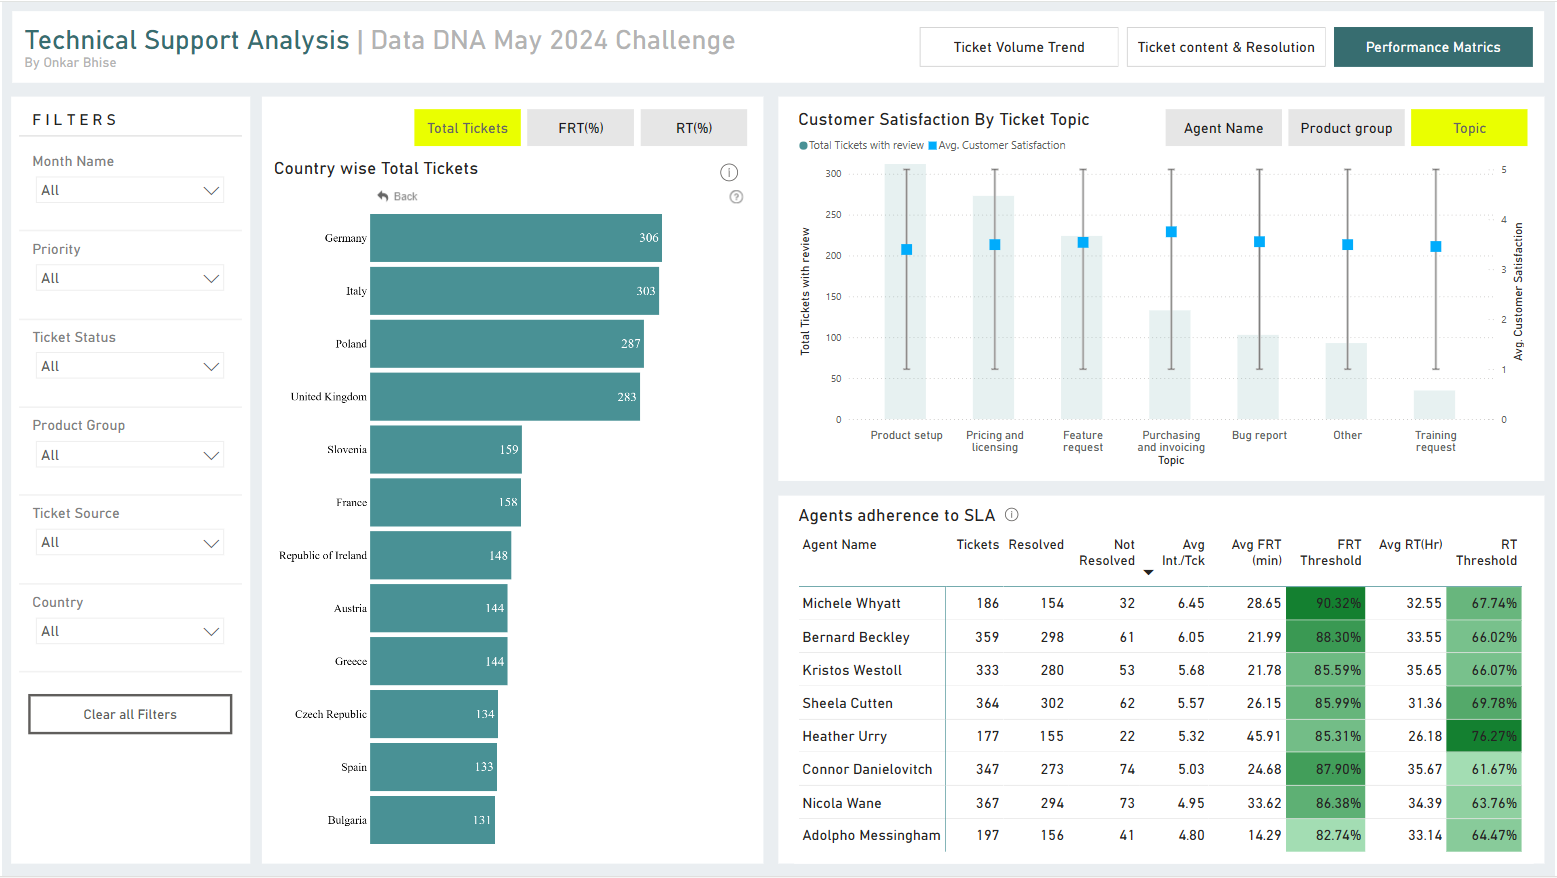 Technical Support Analysis | Data DNA May 2024 Challenge
By Onkar Bhise
Ticket Volume Trend
Ticket content & Resolution
Performance Matrics
FILTERS
Month Name
All
Priority
All
Ticket Status
All
Product Group
All
Ticket Source
All
Country
All
Clear all Filters
Total Tickets
FRT(%)
RT(%)
Country wise Total Tickets
Back
Germany 306
Italy 303
Poland 287
United Kingdom 283
Slovenia 159
France 158
Republic of Ireland 148
Austria 144
Greece 144
Czech Republic 134
Spain 133
Bulgaria 131
Customer Satisfaction By Ticket Topic
Agent Name
Product group
Topic
Total Tickets with review Avg. Customer Satisfaction
Total Tickets with review
300
250
200
150
100
50
0
5
4
3
2
1
0
Avg. Customer Satisfaction
Product setup
Pricing and
licensing
Feature
request
Purchasing
and invoicing
Bug report
Other
Training
request
Topic
Agents adherence to SLA
Agent Name Tickets Resolved Not Resolved Avg Int./Tck Avg FRT (min) FRT Threshold Avg RT(Hr) RT Threshold
Michele Whyatt 186 154 32 6.45 28.65 90.32% 32.55 67.74%
Bernard Beckley 359 298 61 6.05 21.99 88.30% 33.55 66.02%
Kristos Westoll 333 280 53 5.68 21.78 85.59% 35.65 66.07%
Sheela Cutten 364 302 62 5.57 26.15 85.99% 31.36 69.78%
Heather Urry 177 155 22 5.32 45.91 85.31% 26.18 76.27%
Connor Danielovitch 347 273 74 5.03 24.68 87.90% 35.67 61.67%
Nicola Wane 367 294 73 4.95 33.62 86.38% 34.39 63.76%
Adolpho Messingham 197 156 41 4.80 14.29 82.74% 33.14 64.47%